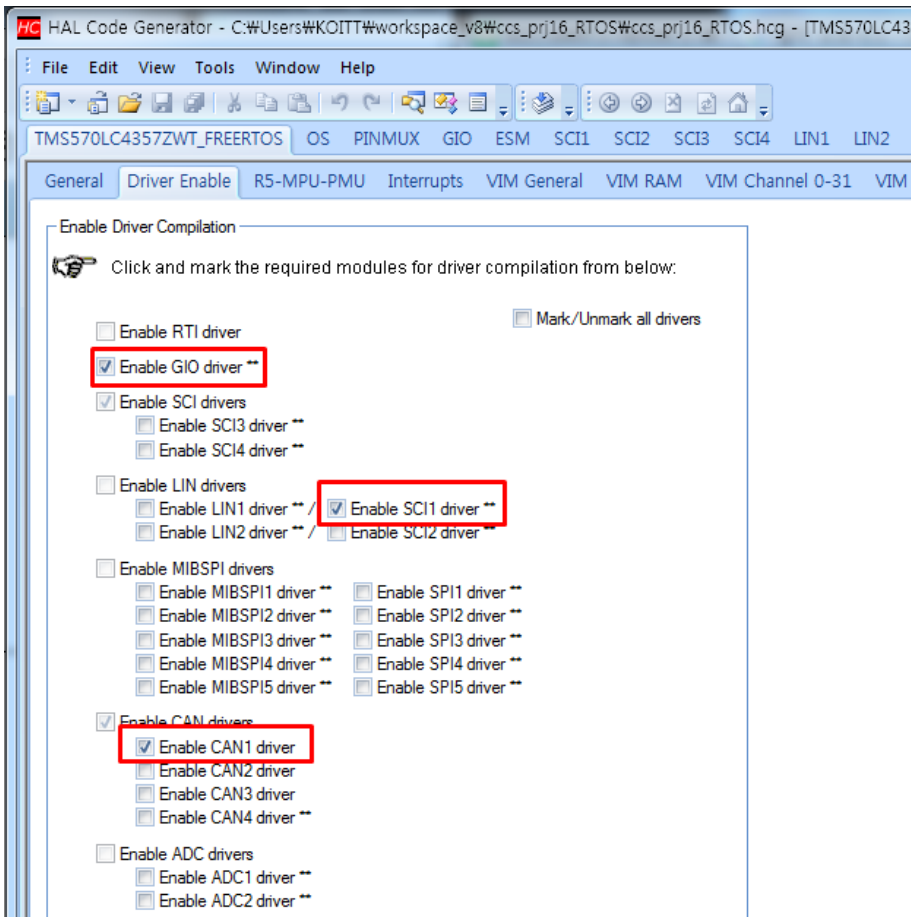 HC HAL Code Generator - C:₩Users₩KOITT₩workspace_v8₩ccs_prj16_RTOS₩ccs_prj16_RTOS.hcg - [TMS570LC43
File Edit View Tools Window Help
TMS570LC4357ZWT_FREERTOS OS PINMUX GIO ESM SCI1 SCI2 SCI3 SCI4 LIN1 LIN2
General Driver Enable R5-MPU-PMU Interrupts VIM General VIM RAM VIM Channel 0-31 VIM
Enable Driver Compilation
Click and mark the required modules for driver compilation from below:
Mark/Unmark all drivers
Enable RTI driver
Enable GIO driver **
Enable SCI drivers
Enable SCI3 driver **
Enable SCI4 driver **
Enable LIN drivers
Enable LIN1 driver ** / Enable SCI1 driver **
Enable LIN2 driver ** / Enable SCI2 driver **
Enable MIBSPI drivers
Enable MIBSPI1 driver ** Enable SPI1 driver **
Enable MIBSPI2 driver ** Enable SPI2 driver **
Enable MIBSPI3 driver ** Enable SPI3 driver **
Enable MIBSPI4 driver ** Enable SPI4 driver **
Enable MIBSPI5 driver ** Enable SPI5 driver **
Enable CAN drivers
Enable CAN1 driver
Enable CAN2 driver
Enable CAN3 driver
Enable CAN4 driver **
Enable ADC drivers
Enable ADC1 driver **
Enable ADC2 driver **